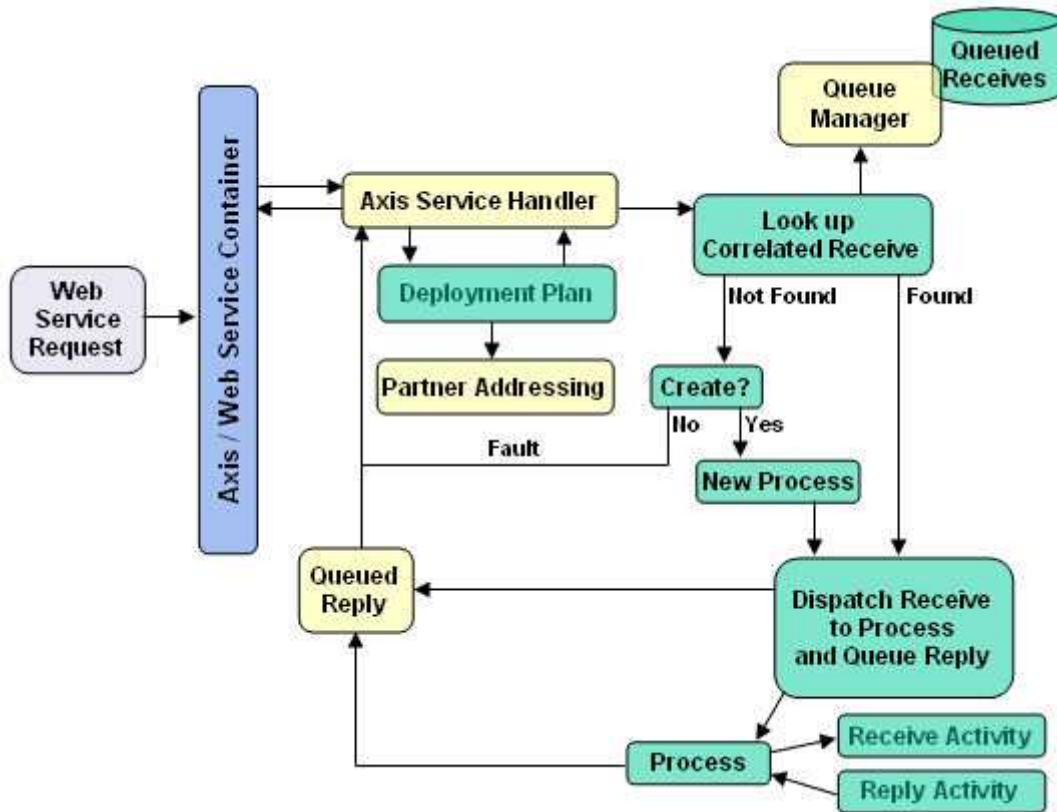 Queued
Receives
Queue
Manager
Axis / Web Service Container
Axis Service Handler
Look up
Correlated Receive
Web
Service
Request
Deployment Plan
Not Found
Found
Partner Addressing
Create?
No
Yes
Fault
New Process
Queued
Reply
Dispatch Receive
to Process
and Queue Reply
Process
Receive Activity
Reply Activity